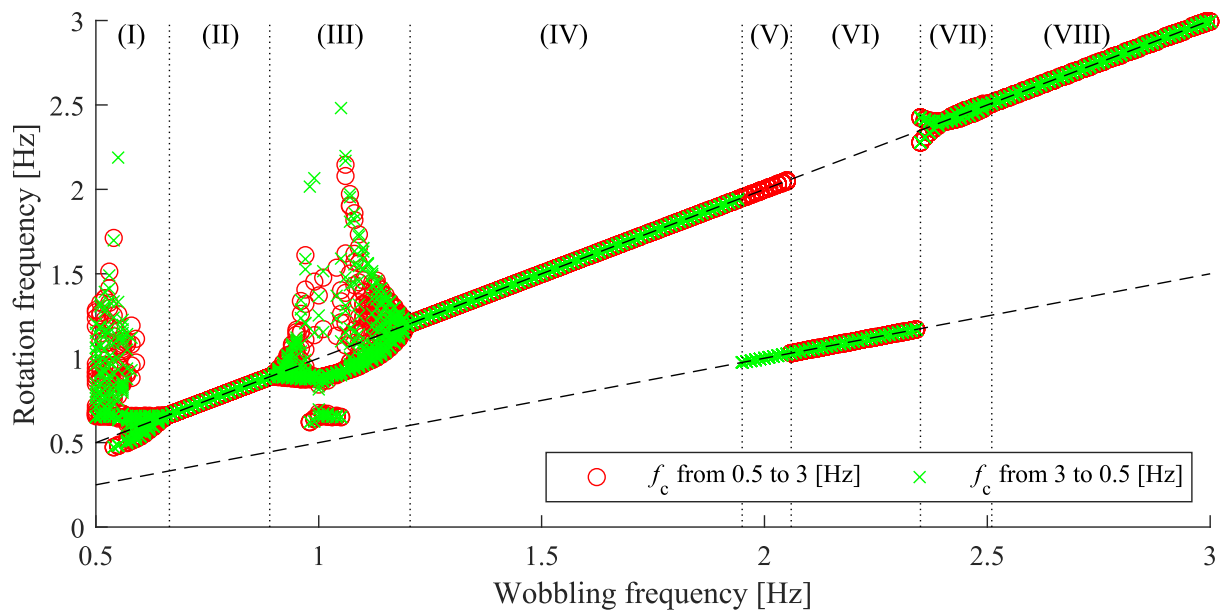 3
(I) (II) (III) (IV) (V) (VI) (VII) (VIII)
2.5
2
1.5
1
0.5
0
Rotation frequency [Hz]
f_c from 0.5 to 3 [Hz] f_c from 3 to 0.5 [Hz]
0.5 1 1.5 2 2.5 3
Wobbling frequency [Hz]